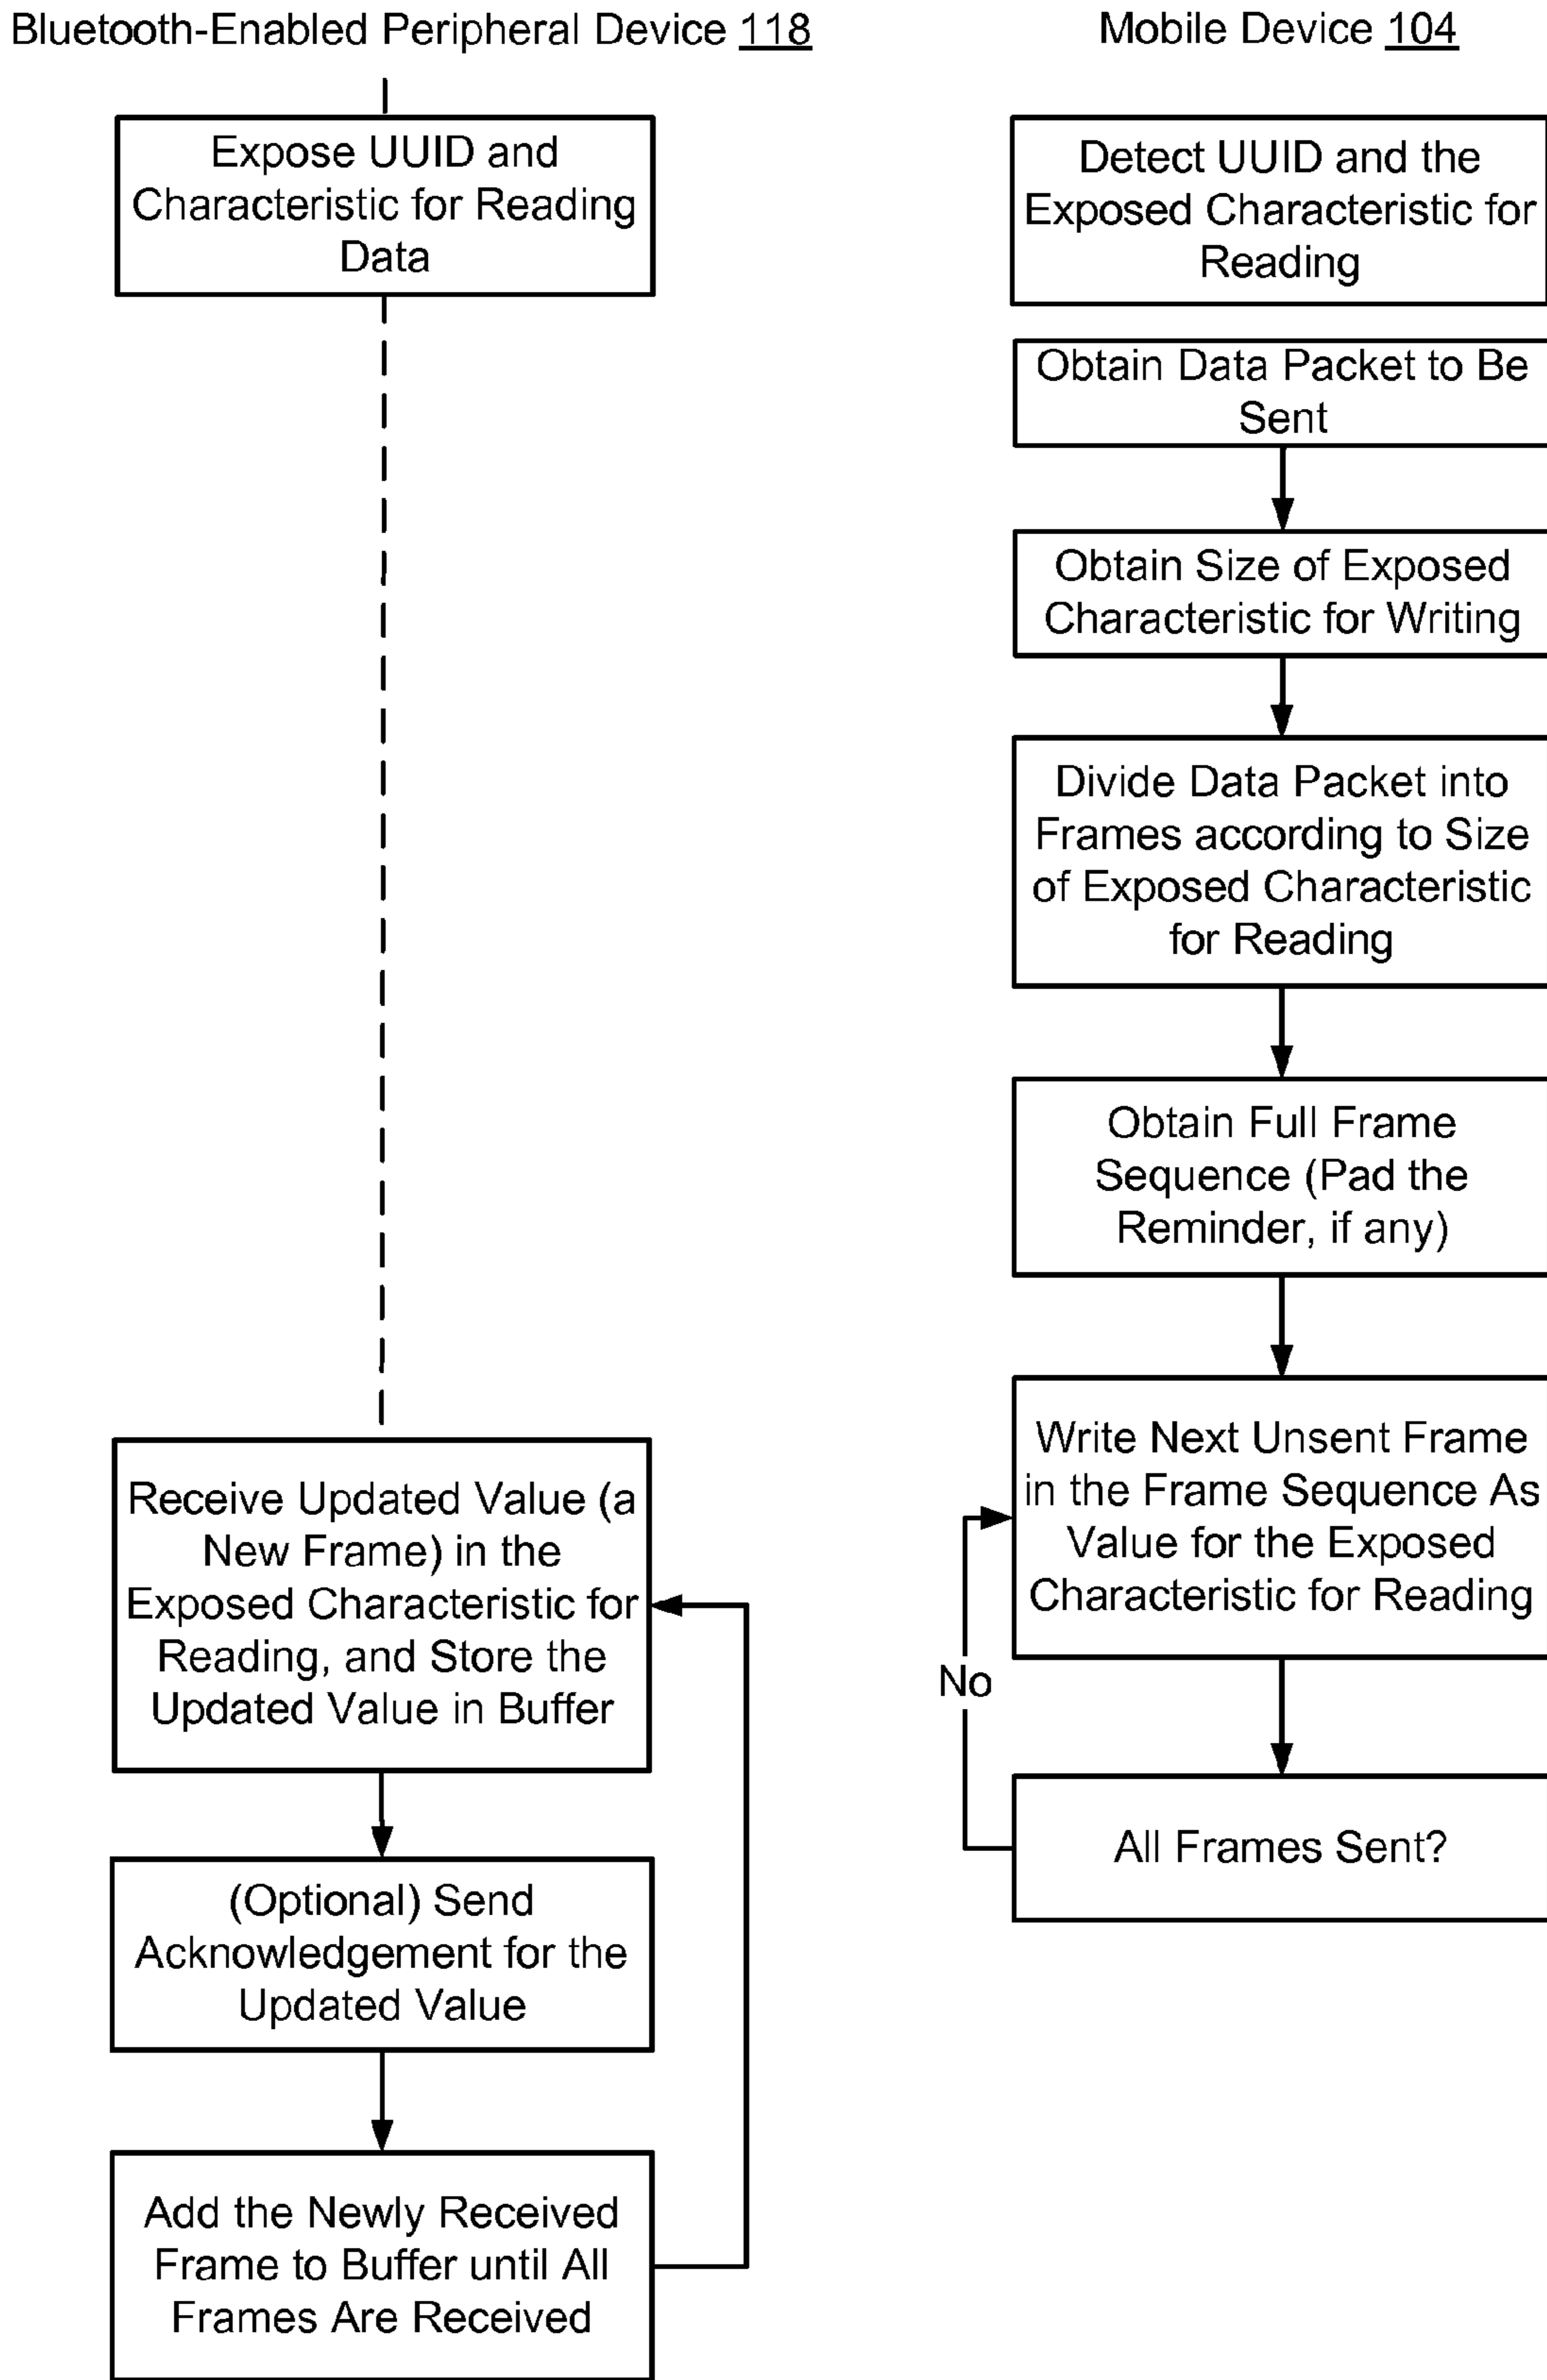 Bluetooth-Enabled Peripheral Device 118
Expose UUID and
Characteristic for Reading
Data
Receive Updated Value (a
New Frame) in the
Exposed Characteristic for
Reading, and Store the
Updated Value in Buffer
(Optional) Send
Acknowledgement for the
Updated Value
Add the Newly Received
Frame to Buffer until All
Frames Are Received
Mobile Device 104
Detect UUID and the
Exposed Characteristic for
Reading
Obtain Data Packet to Be
Sent
Obtain Size of Exposed
Characteristic for Writing
Divide Data Packet into
Frames according to Size
of Exposed Characteristic
for Reading
Obtain Full Frame
Sequence (Pad the
Reminder, if any)
Write Next Unsent Frame
in the Frame Sequence As
Value for the Exposed
Characteristic for Reading
No
All Frames Sent?